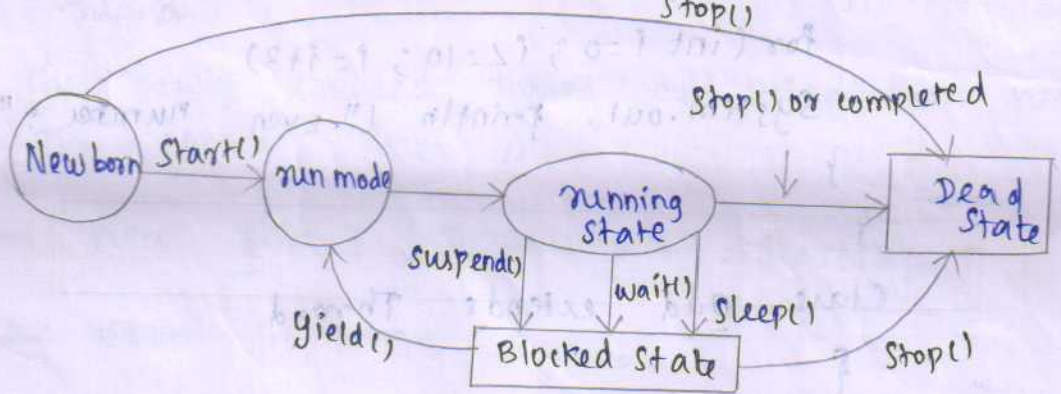 Stop()
Stop() or completed
Newborn
Start()
run mode
running
state
Dead
State
suspend()
wait()
Sleep()
yield()
Blocked State
Stop()